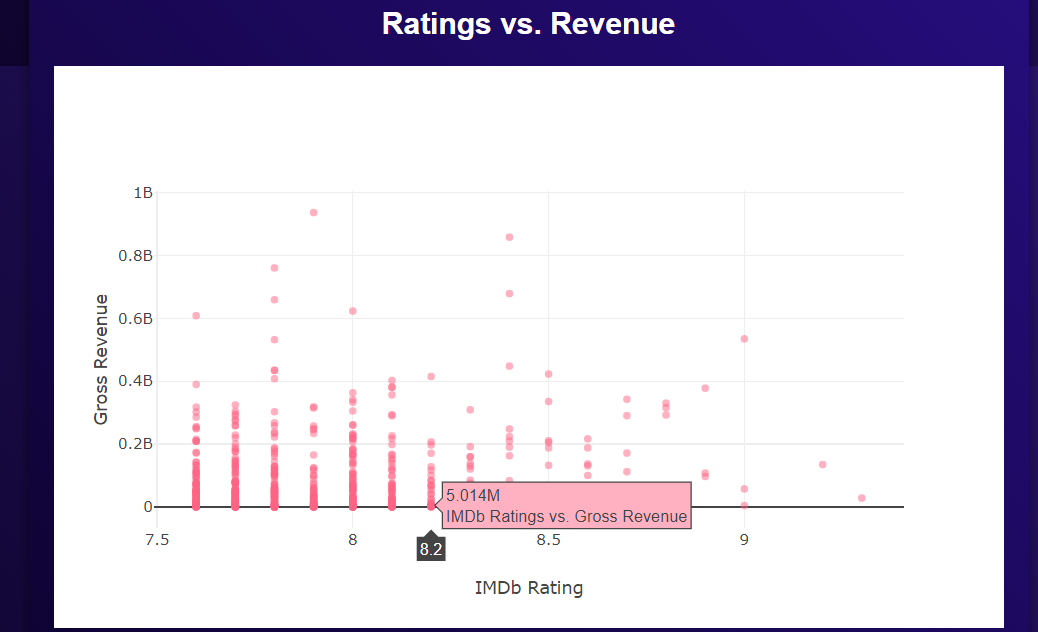 Ratings vs. Revenue
1B
0.8B
0.6B
0.4B
0.2B
0
Gross Revenue
5.014M
IMDb Ratings vs. Gross Revenue
7.5
8
8.2
8.5
9
IMDb Rating